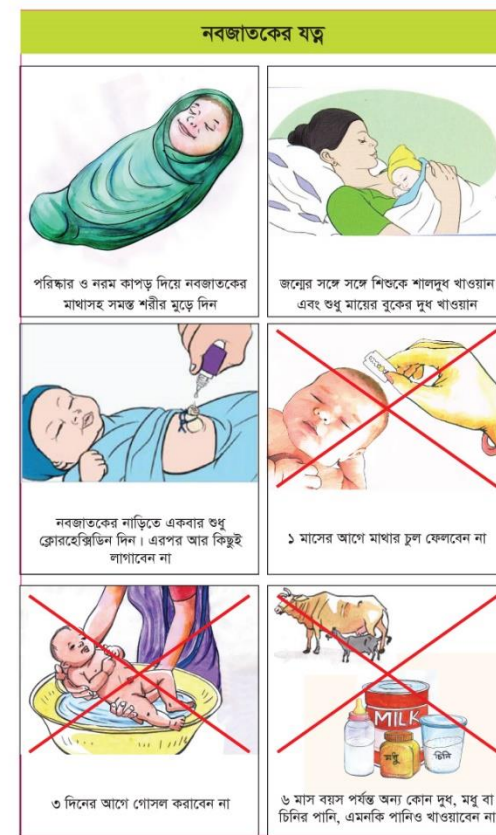 নবজাতকের যত্ন
পরিষ্কার ও নরম কাপড় দিয়ে নবজাতকের
মাথাসহ সমস্ত শরীর মুড়ে দিন
জন্মের সঙ্গে সঙ্গে শিশুকে শালদুধ খাওয়ান
এবং শুধু মায়ের বুকের দুধ খাওয়ান
নবজাতকের নাড়িতে একবার শুধু
ক্লোরহেক্সিডিন দিন। এরপর আর কিছুই
লাগাবেন না
১ মাসের আগে মাথার চুল ফেলবেন না
৩ দিনের আগে গোসল করাবেন না
MILK
মধু
চিনি
৬ মাস বয়স পর্যন্ত অন্য কোন দুধ, মধু বা
চিনির পানি, এমনকি পানিও খাওয়াবেন না